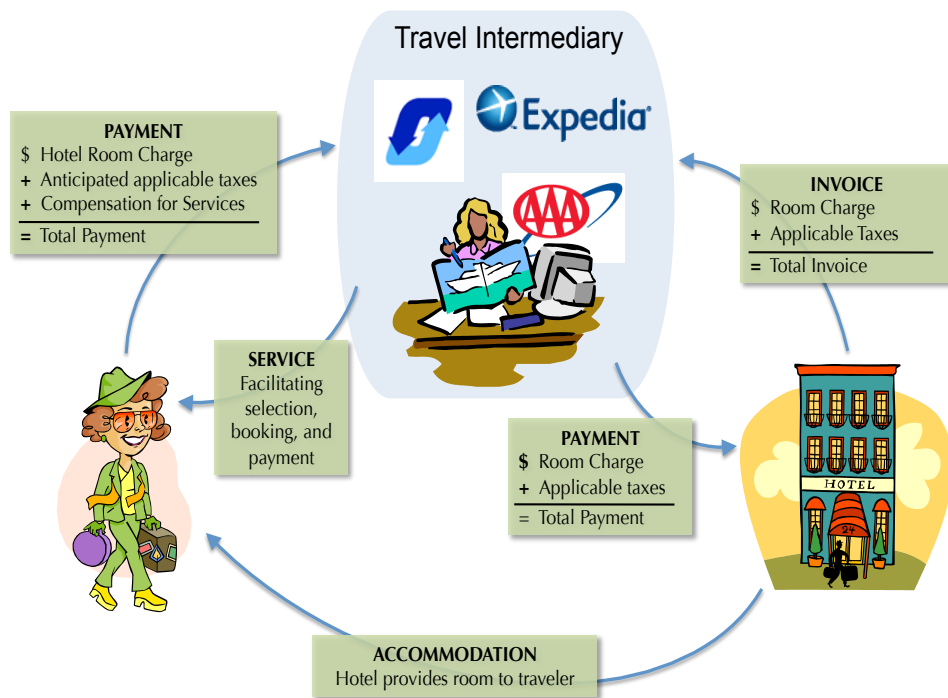 Travel Intermediary
Expedia
AAA
PAYMENT
$ Hotel Room Charge
+ Anticipated applicable taxes
+ Compensation for Services
= Total Payment
INVOICE
$ Room Charge
+ Applicable Taxes
= Total Invoice
SERVICE
Facilitating
selection,
booking, and
payment
PAYMENT
$ Room Charge
+ Applicable taxes
= Total Payment
HOTEL
24
ACCOMMODATION
Hotel provides room to traveler